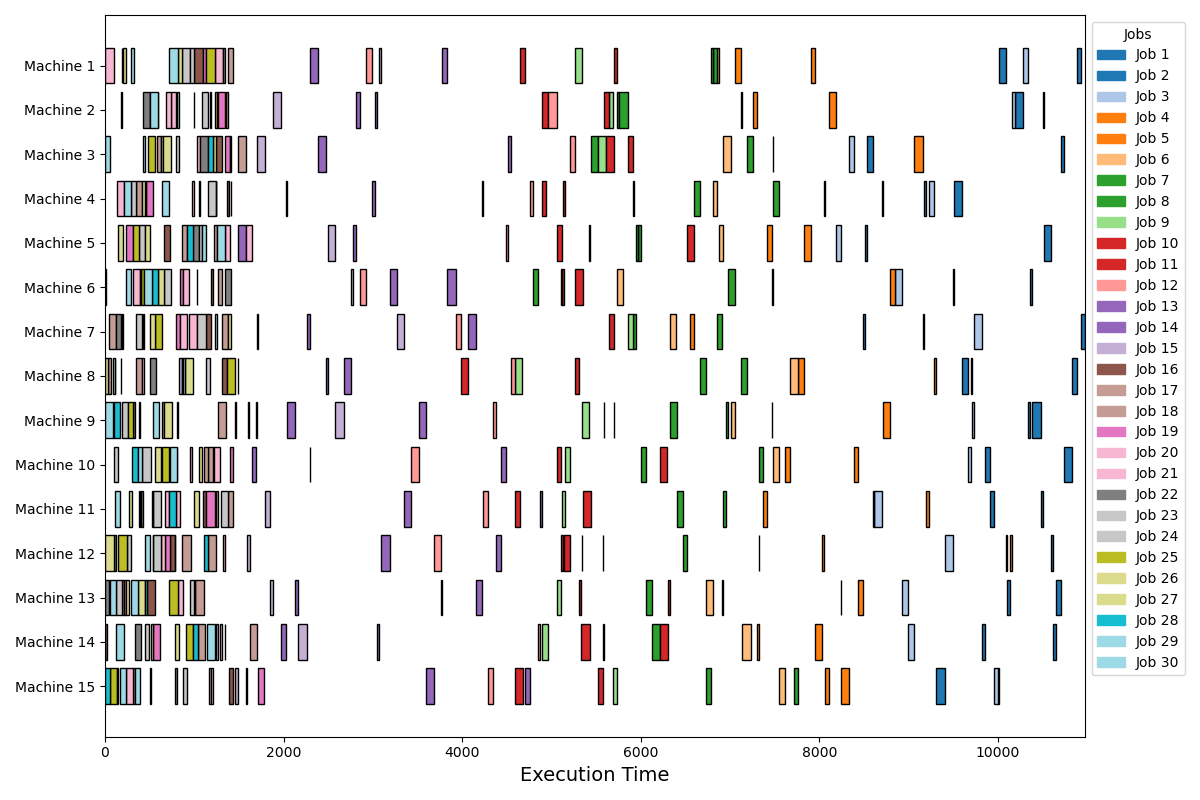 Machine 1
Machine 2
Machine 3
Machine 4
Machine 5
Machine 6
Machine 7
Machine 8
Machine 9
Machine 10
Machine 11
Machine 12
Machine 13
Machine 14
Machine 15
0 2000 4000 6000 8000 10000
Execution Time
Jobs
Job 1
Job 2
Job 3
Job 4
Job 5
Job 6
Job 7
Job 8
Job 9
Job 10
Job 11
Job 12
Job 13
Job 14
Job 15
Job 16
Job 17
Job 18
Job 19
Job 20
Job 21
Job 22
Job 23
Job 24
Job 25
Job 26
Job 27
Job 28
Job 29
Job 30